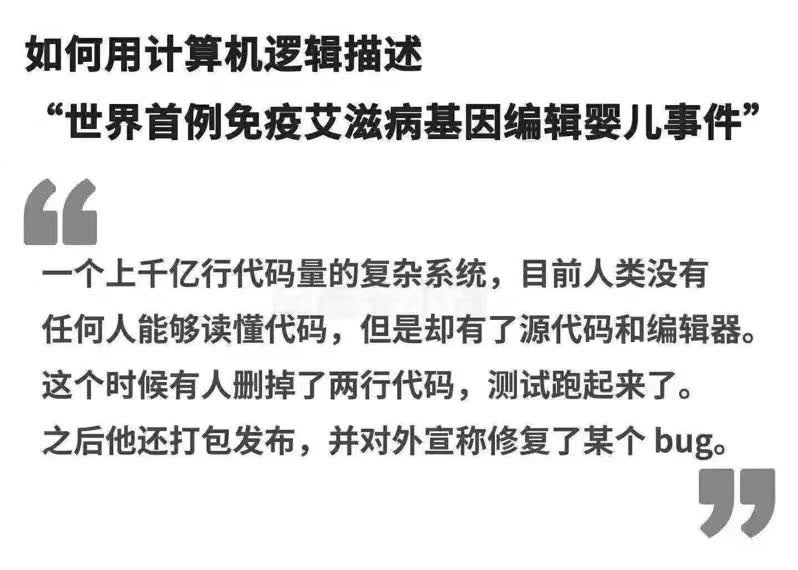 如何用计算机逻辑描述
“世界首例免疫艾滋病基因编辑婴儿事件”
一个上千亿行代码量的复杂系统，目前人类没有
任何人能够读懂代码，但是却有了源代码和编辑器。
这个时候有人删掉了两行代码，测试跑起来了。
之后他还打包发布，并对外宣称修复了某个 bug。